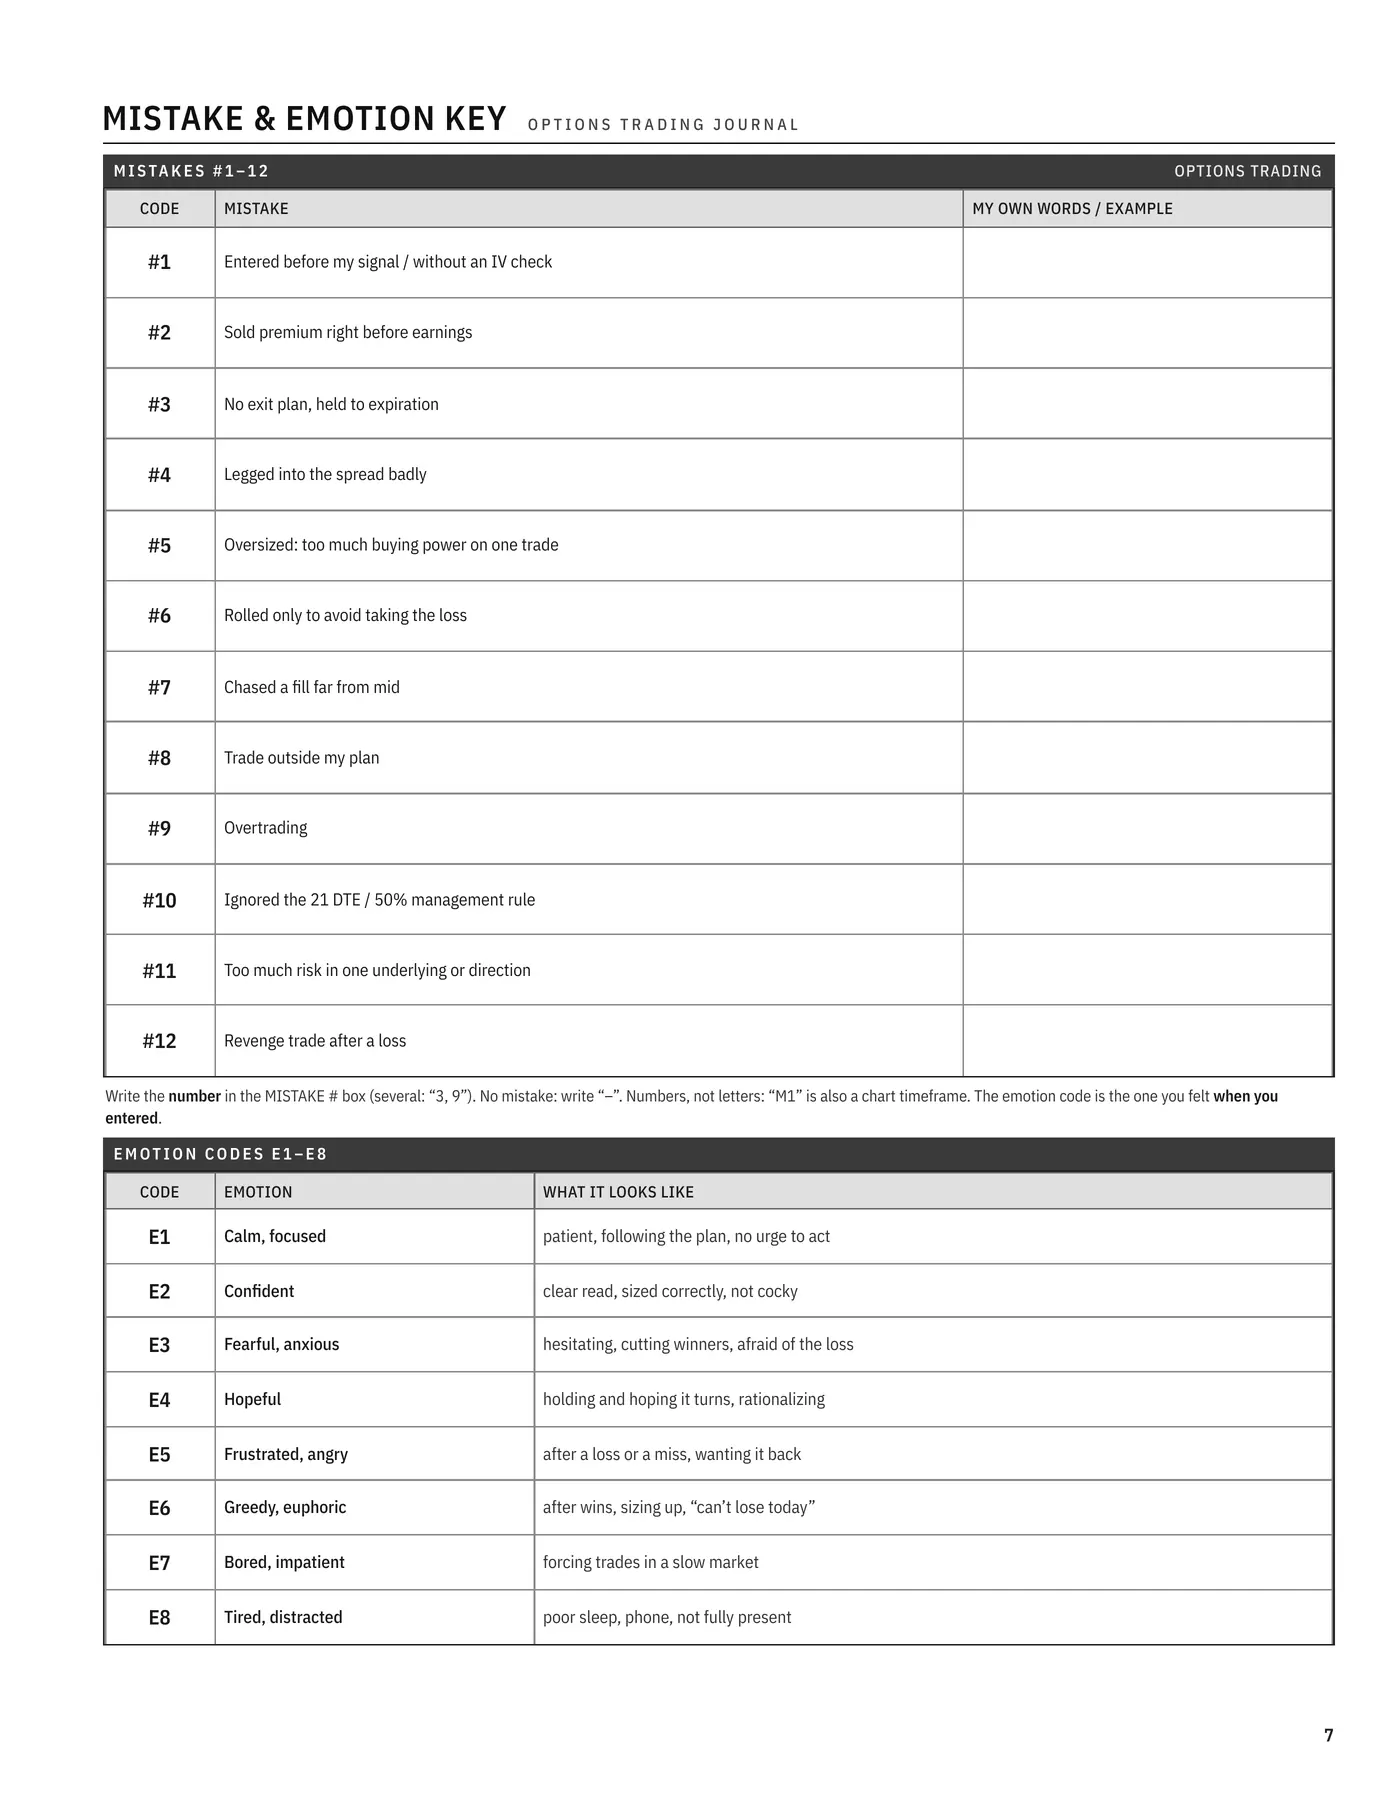 MISTAKE & EMOTION KEY OPTIONS TRADING JOURNAL
MISTAKES #1–12 OPTIONS TRADING
CODE MISTAKE MY OWN WORDS / EXAMPLE
#1 Entered before my signal / without an IV check
#2 Sold premium right before earnings
#3 No exit plan, held to expiration
#4 Legged into the spread badly
#5 Oversized: too much buying power on one trade
#6 Rolled only to avoid taking the loss
#7 Chased a fill far from mid
#8 Trade outside my plan
#9 Overtrading
#10 Ignored the 21 DTE / 50% management rule
#11 Too much risk in one underlying or direction
#12 Revenge trade after a loss
Write the number in the MISTAKE # box (several: “3, 9”). No mistake: write “–”. Numbers, not letters: “M1” is also a chart timeframe. The emotion code is the one you felt when you
entered.
EMOTION CODES E1–E8
CODE EMOTION WHAT IT LOOKS LIKE
E1 Calm, focused patient, following the plan, no urge to act
E2 Confident clear read, sized correctly, not cocky
E3 Fearful, anxious hesitating, cutting winners, afraid of the loss
E4 Hopeful holding and hoping it turns, rationalizing
E5 Frustrated, angry after a loss or a miss, wanting it back
E6 Greedy, euphoric after wins, sizing up, “can’t lose today”
E7 Bored, impatient forcing trades in a slow market
E8 Tired, distracted poor sleep, phone, not fully present
7